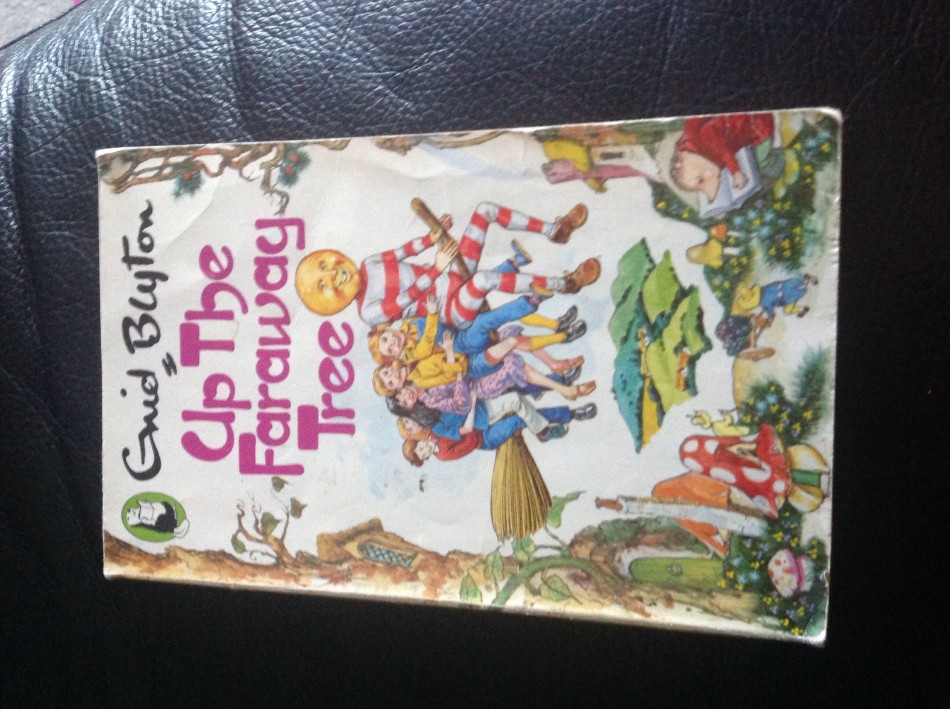 Enid Blyton
Up The
Faraway
Tree